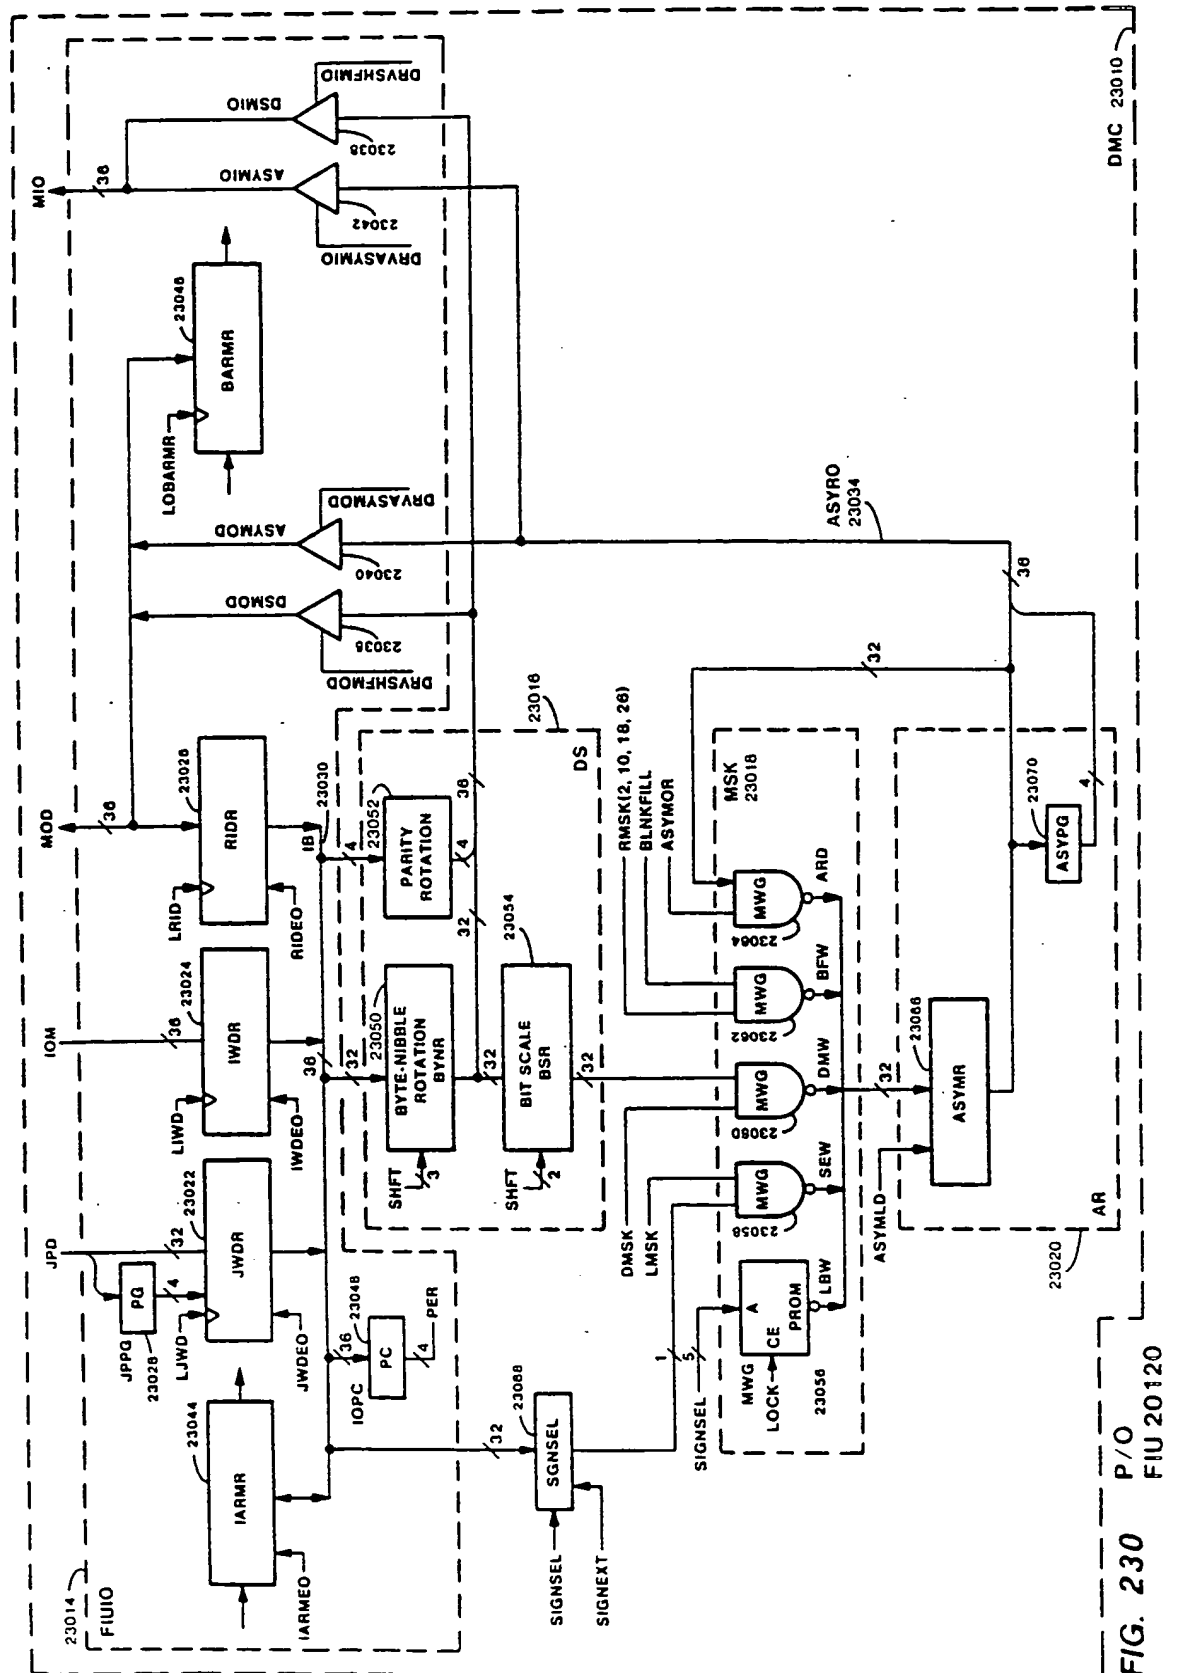 23014
FIUIO
IARMR
23044
IARMEO
JPD
JPPG
PG
23028
4
32
LJWD
JWDR
23022
JWDEO
IOM
36
LIWD
IWDR
23024
IWDEO
MOD
36
LRID
RIDR
23026
RIDEO
IB
23030
36
DSMOD
23036
DRVSHFMOD
ASYMOD
23040
DRVASYMOD
LOBARMR
BARMR
23046
MIO
36
ASYMIO
23042
DRVASYMIO
DSMIO
23038
DRVSHFMIO
IOPC
36
PC
23048
4
PER
32
SIGNSEL
SIGNEXT
SGNSEL
23068
32
SHFT
3
23050
BYTE-NIBBLE
ROTATION
BYNR
4
23052
PARITY
ROTATION
4
36
32
32
SHFT
2
BIT SCALE
BSR
23054
32
DS
23016
SIGNSEL
1
5
MWG
LOCK
A
CE
PROM
23056
LBW
DMSK
LMSK
MWG
23058
SEW
MWG
23060
DMW
RMSK(2, 10, 18, 26)
BLNKFILL
ASYMOR
MWG
23062
BFW
MWG
23064
ARD
MSK
23018
32
ASYRO
23034
36
32
ASYMLD
ASYMR
23066
ASYPG
23070
4
AR
23020
DMC 23010
FIG. 230
P/O
FIU 20120